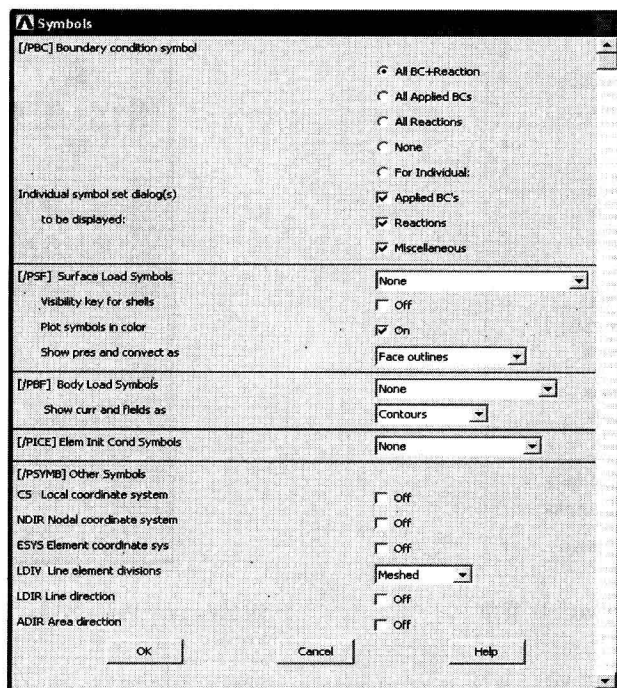 Symbols
[/PBC] Boundary condition symbol
All BC+Reaction
All Applied BCs
All Reactions
None
For Individual:
Individual symbol set dialog(s)
to be displayed:
Applied BC's
Reactions
Miscellaneous
[/PSF] Surface Load Symbols None
Visibility key for shells Off
Plot symbols in color On
Show pres and convect as Face outlines
[/PBF] Body Load Symbols None
Show curr and fields as Contours
[/PICE] Elem Init Cond Symbols None
[/PSYMB] Other Symbols
CS Local coordinate system Off
NDIR Nodal coordinate system Off
ESYS Element coordinate sys Off
LDIV Line element divisions Meshed
LDIR Line direction Off
ADIR Area direction Off
OK Cancel Help